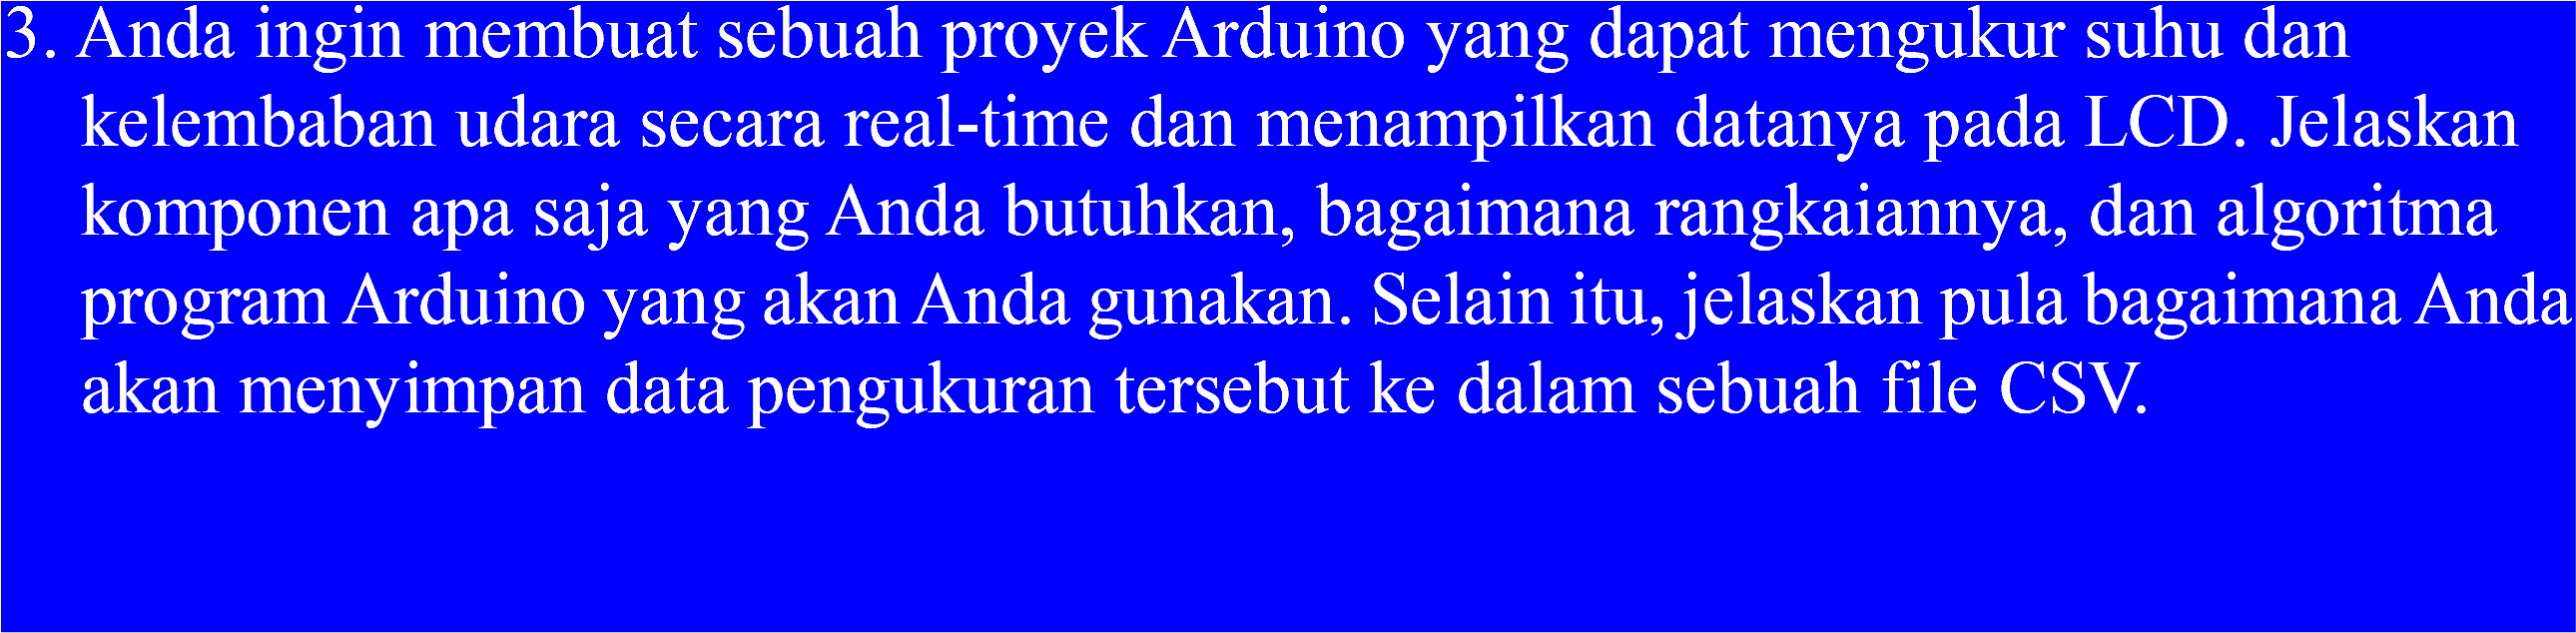 3. Anda ingin membuat sebuah proyek Arduino yang dapat mengukur suhu dan
kelembaban udara secara real-time dan menampilkan datanya pada LCD. Jelaskan
komponen apa saja yang Anda butuhkan, bagaimana rangkaiannya, dan algoritma
program Arduino yang akan Anda gunakan. Selain itu, jelaskan pula bagaimana Anda
akan menyimpan data pengukuran tersebut ke dalam sebuah file CSV.